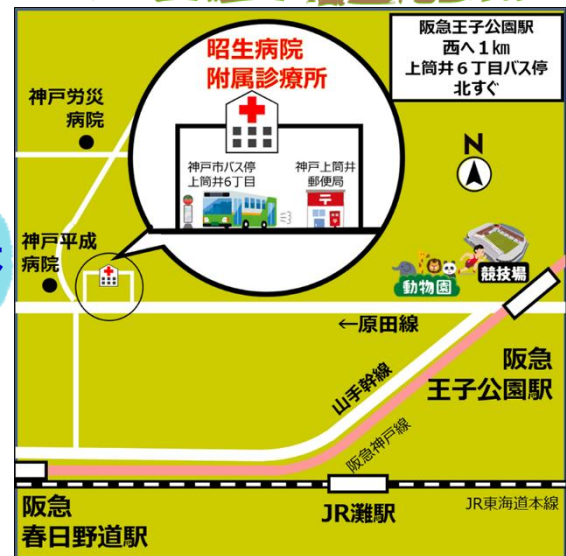 阪急王子公園駅
西へ1km
上筒井6丁目バス停
北すぐ
昭生病院
附属診療所
神戸労災
病院
神戸市バス停
上筒井6丁目
神戸上筒井
郵便局
N
神戸平成
病院
動物園
競技場
←原田線
阪急
王子公園駅
山手幹線
阪急神戸線
阪急
春日野道駅
JR灘駅
JR東海道本線